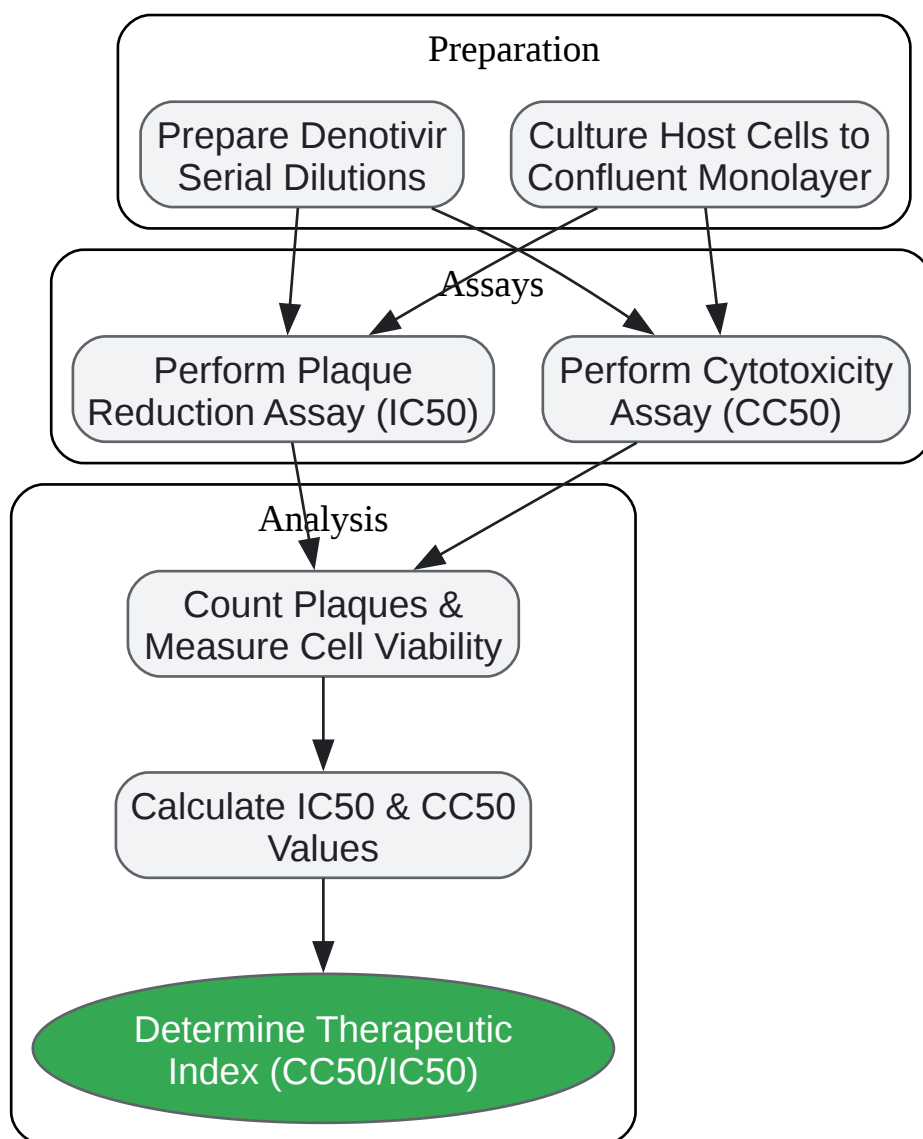 Preparation
Prepare Denotivir
Serial Dilutions
Culture Host Cells to
Confluent Monolayer
Assays
Perform Plaque
Reduction Assay (IC50)
Perform Cytotoxicity
Assay (CC50)
Analysis
Count Plaques &
Measure Cell Viability
Calculate IC50 & CC50
Values
Determine Therapeutic
Index (CC50/IC50)